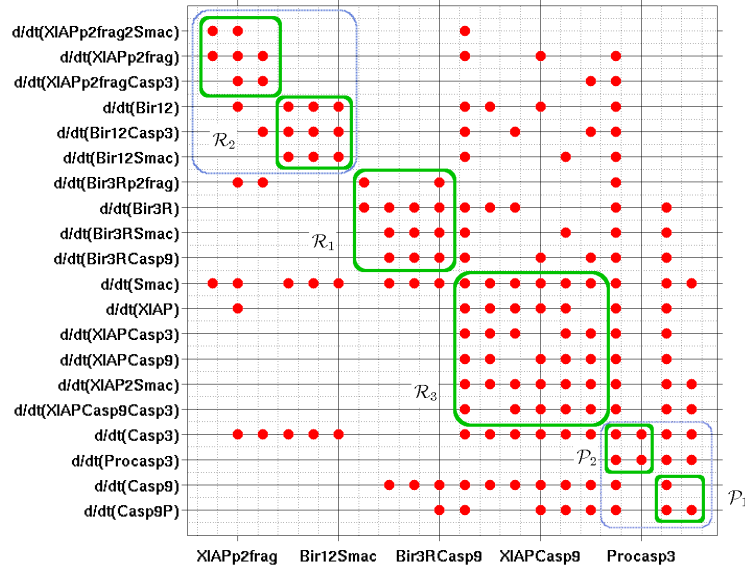 d/dt(XIAPp2frag2Smac)
d/dt(XIAPp2frag)
d/dt(XIAPp2fragCasp3)
d/dt(Bir12)
d/dt(Bir12Casp3)
R2
d/dt(Bir12Smac)
d/dt(Bir3Rp2frag)
d/dt(Bir3R)
d/dt(Bir3RSmac)
R1
d/dt(Bir3RCasp9)
d/dt(Smac)
d/dt(XIAP)
d/dt(XIAPCasp3)
d/dt(XIAPCasp9)
d/dt(XIAP2Smac)
R3
d/dt(XIAPCasp9Casp3)
d/dt(Casp3)
d/dt(Procasp3)
P2
d/dt(Casp9)
P1
d/dt(Casp9P)
XIAPp2frag Bir12Smac Bir3RCasp9 XIAPCasp9 Procasp3